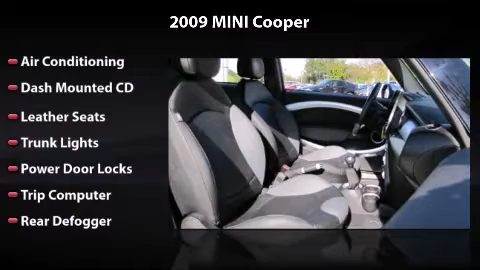 2009 MINI Cooper
Air Conditioning
Dash Mounted CD
Leather Seats
Trunk Lights
Power Door Locks
Trip Computer
Rear Defogger